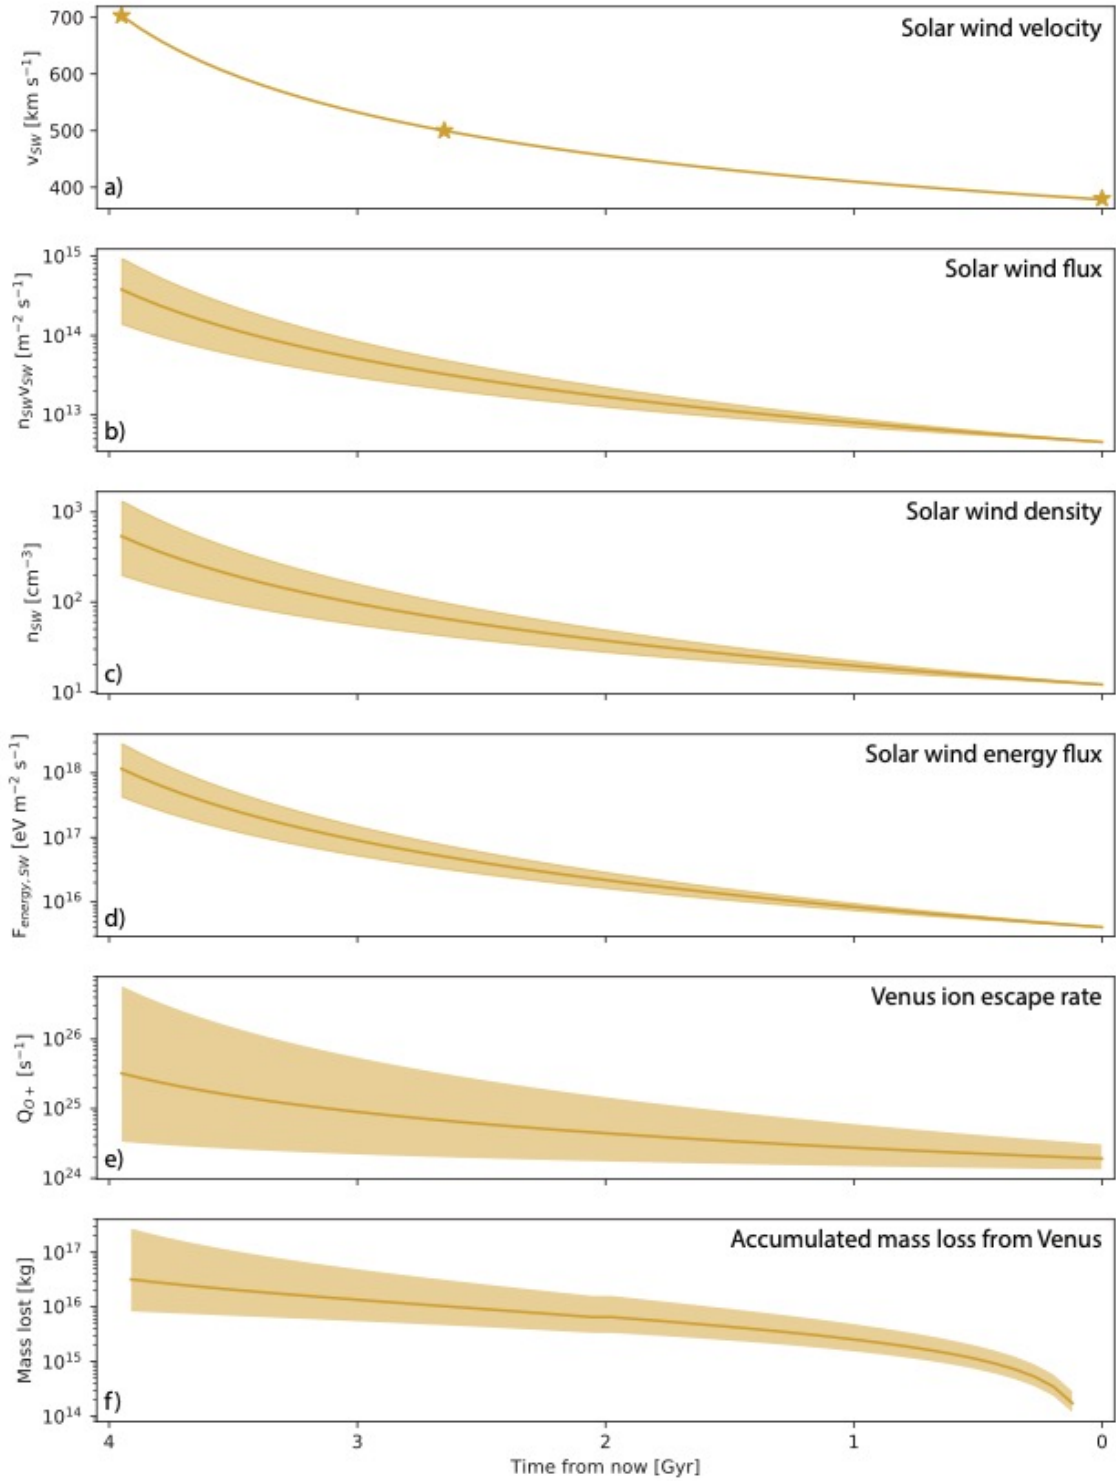 Solar wind velocity
v_SW [km s⁻¹]
700
600
500
400
a)
Solar wind flux
n_SWv_SW [m⁻² s⁻¹]
10¹⁵
10¹⁴
10¹³
b)
Solar wind density
n_SW [cm⁻³]
10³
10²
10¹
c)
Solar wind energy flux
F_energy,SW [eV m⁻² s⁻¹]
10¹⁸
10¹⁷
10¹⁶
d)
Venus ion escape rate
Q_O+ [s⁻¹]
10²⁶
10²⁵
10²⁴
e)
Accumulated mass loss from Venus
Mass lost [kg]
10¹⁷
10¹⁶
10¹⁵
10¹⁴
f)
4 3 2 1 0
Time from now [Gyr]